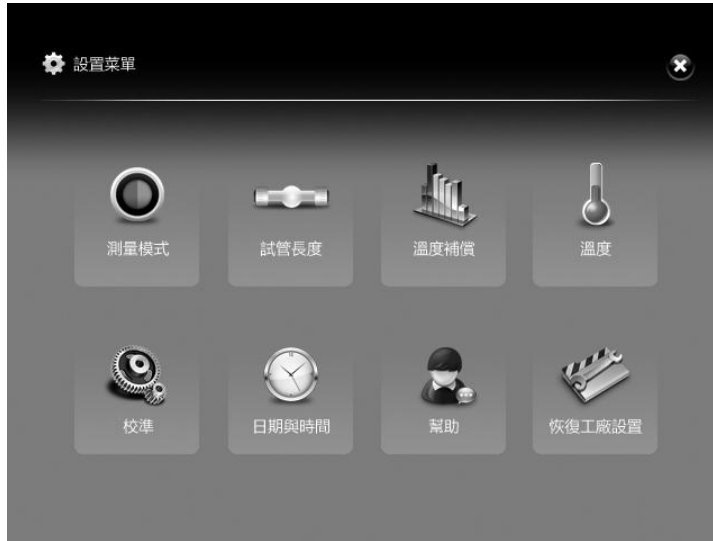 設置菜單
測量模式
試管長度
溫度補償
溫度
校準
日期與時間
幫助
恢復工廠設置